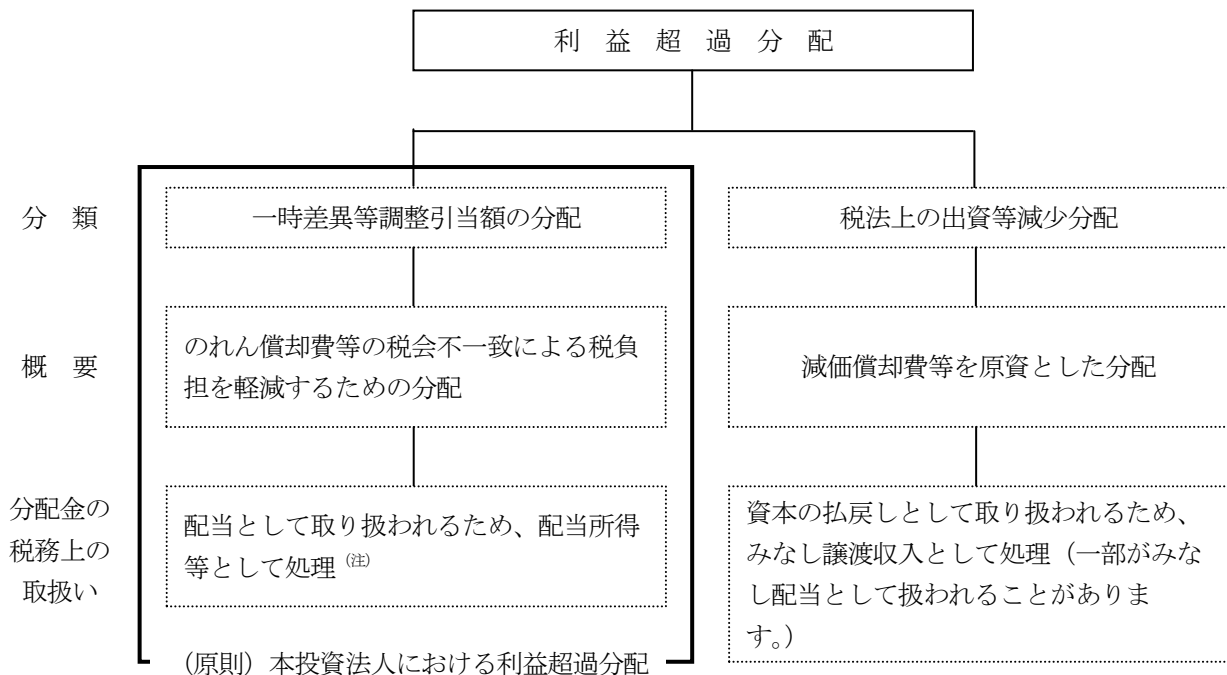 利 益 超 過 分 配
分 類
一時差異等調整引当額の分配
税法上の出資等減少分配
概 要
のれん償却費等の税会不一致による税負
担を軽減するための分配
減価償却費等を原資とした分配
分配金の
税務上の
取扱い
配当として取り扱われるため、配当所得
等として処理 (注)
資本の払戻しとして取り扱われるため、
みなし譲渡収入として処理（一部がみな
し配当として扱われることがありま
す。）
（原則）本投資法人における利益超過分配